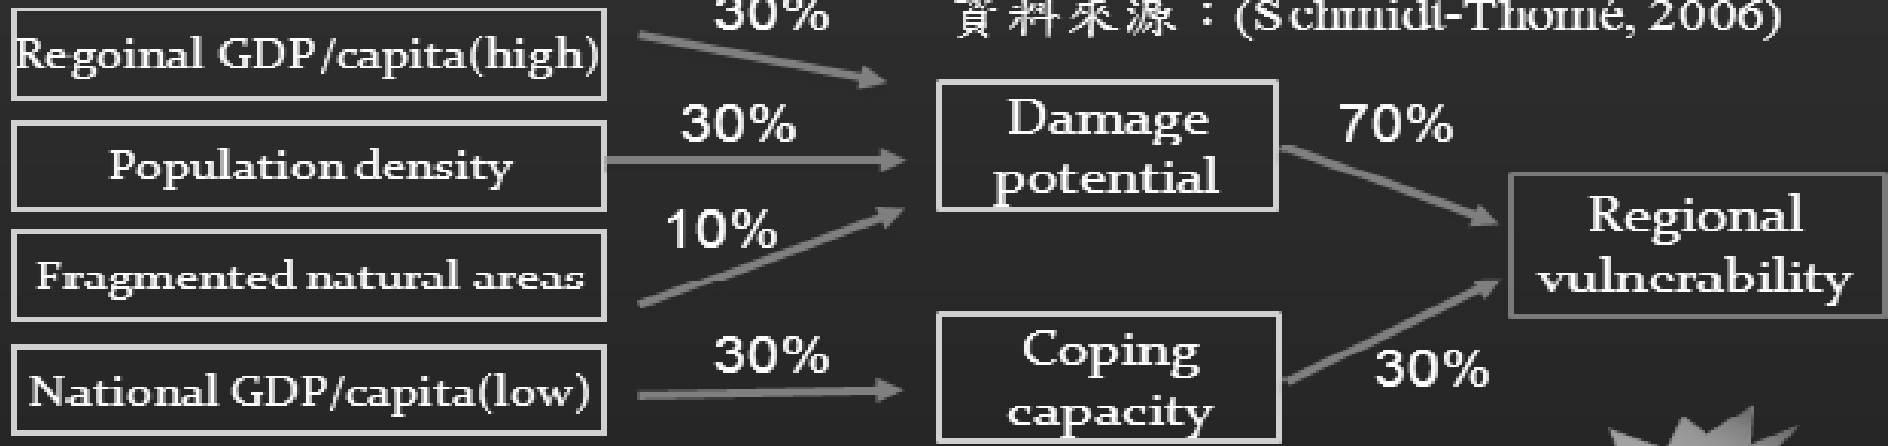 30%
資料來源：(Schmidt-Thomé, 2006)
Regoinal GDP/capita(high)
30%
Damage
potential
70%
Population density
10%
Regional
vulnerability
Fragmented natural areas
30%
Coping
capacity
30%
National GDP/capita(low)